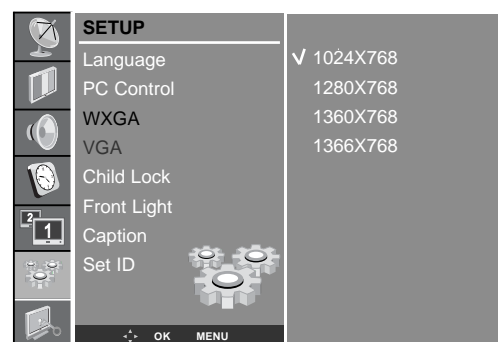 SETUP
Language
PC Control
WXGA
VGA
Child Lock
Front Light
Caption
Set ID
1024X768
1280X768
1360X768
1366X768
2
1
OK MENU